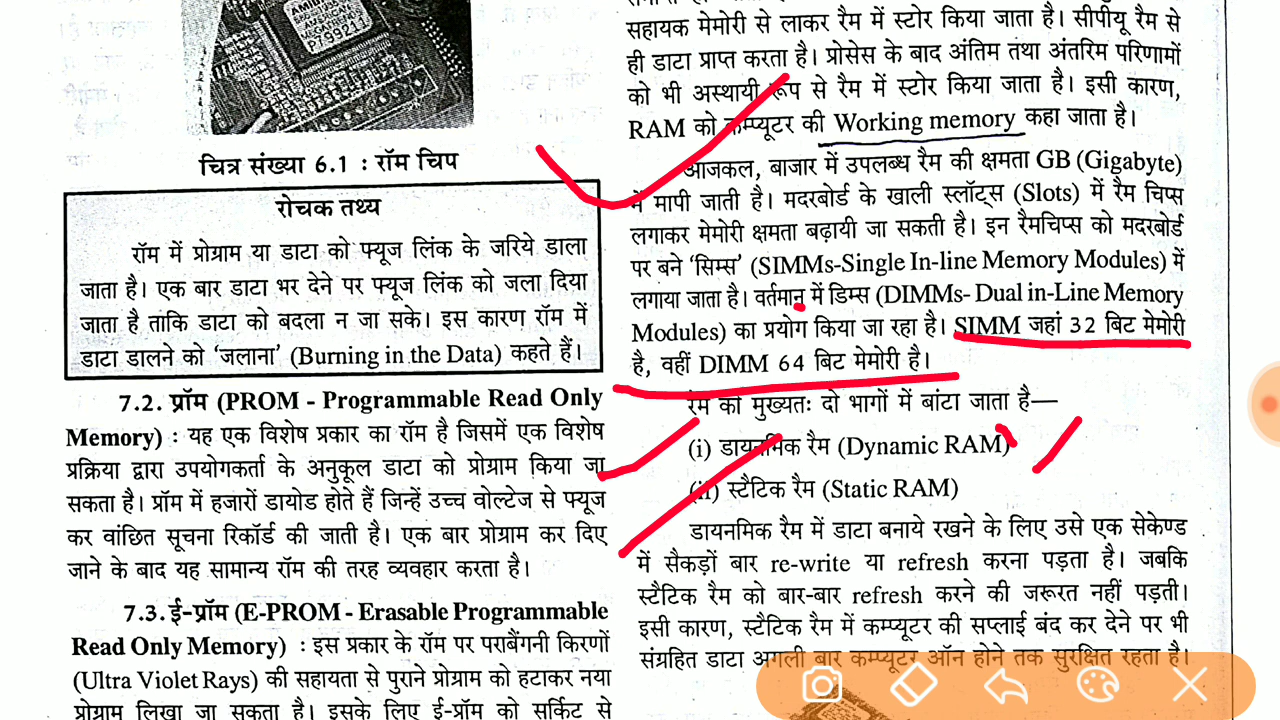 AMIBIOS
P799211
चित्र संख्या 6.1 : रॉम चिप
रोचक तथ्य
रॉम में प्रोग्राम या डाटा को फ्यूज लिंक के जरिये डाला
जाता है। एक बार डाटा भर देने पर फ्यूज लिंक को जला दिया
जाता है ताकि डाटा को बदला न जा सके। इस कारण रॉम में
डाटा डालने को ‘जलाना’ (Burning in the Data) कहते हैं।
7.2. प्रॉम (PROM - Programmable Read Only
Memory) : यह एक विशेष प्रकार का रॉम है जिसमें एक विशेष
प्रक्रिया द्वारा उपयोगकर्ता के अनुकूल डाटा को प्रोग्राम किया जा
सकता है। प्रॉम में हजारों डायोड होते हैं जिन्हें उच्च वोल्टेज से फ्यूज
कर वांछित सूचना रिकॉर्ड की जाती है। एक बार प्रोग्राम कर दिए
जाने के बाद यह सामान्य रॉम की तरह व्यवहार करता है।
7.3. ई-प्रॉम (E-PROM - Erasable Programmable
Read Only Memory) : इस प्रकार के रॉम पर पराबैंगनी किरणों
(Ultra Violet Rays) की सहायता से पुराने प्रोग्राम को हटाकर नया
प्रोग्राम लिखा जा सकता है। इसके लिए ई-प्रॉम को सर्किट से
सहायक मेमोरी से लाकर रैम में स्टोर किया जाता है। सीपीयू रैम से
ही डाटा प्राप्त करता है। प्रोसेस के बाद अंतिम तथा अंतरिम परिणामों
को भी अस्थायी रूप से रैम में स्टोर किया जाता है। इसी कारण,
RAM को कम्प्यूटर की Working memory कहा जाता है।
आजकल, बाजार में उपलब्ध रैम की क्षमता GB (Gigabyte)
में मापी जाती है। मदरबोर्ड के खाली स्लॉट्स (Slots) में रैम चिप्स
लगाकर मेमोरी क्षमता बढ़ायी जा सकती है। इन रैमचिप्स को मदरबोर्ड
पर बने ‘सिम्स’ (SIMMs-Single In-line Memory Modules) में
लगाया जाता है। वर्तमान में डिम्स (DIMMs- Dual in-Line Memory
Modules) का प्रयोग किया जा रहा है। SIMM जहां 32 बिट मेमोरी
है, वहीं DIMM 64 बिट मेमोरी है।
रैम को मुख्यतः दो भागों में बांटा जाता है—
(i) डायनमिक रैम (Dynamic RAM)
(ii) स्टैटिक रैम (Static RAM)
डायनमिक रैम में डाटा बनाये रखने के लिए उसे एक सेकेण्ड
में सैकड़ों बार re-write या refresh करना पड़ता है। जबकि
स्टैटिक रैम को बार-बार refresh करने की जरूरत नहीं पड़ती।
इसी कारण, स्टैटिक रैम में कम्प्यूटर की सप्लाई बंद कर देने पर भी
संग्रहित डाटा अगली बार कम्प्यूटर ऑन होने तक सुरक्षित रहता है।